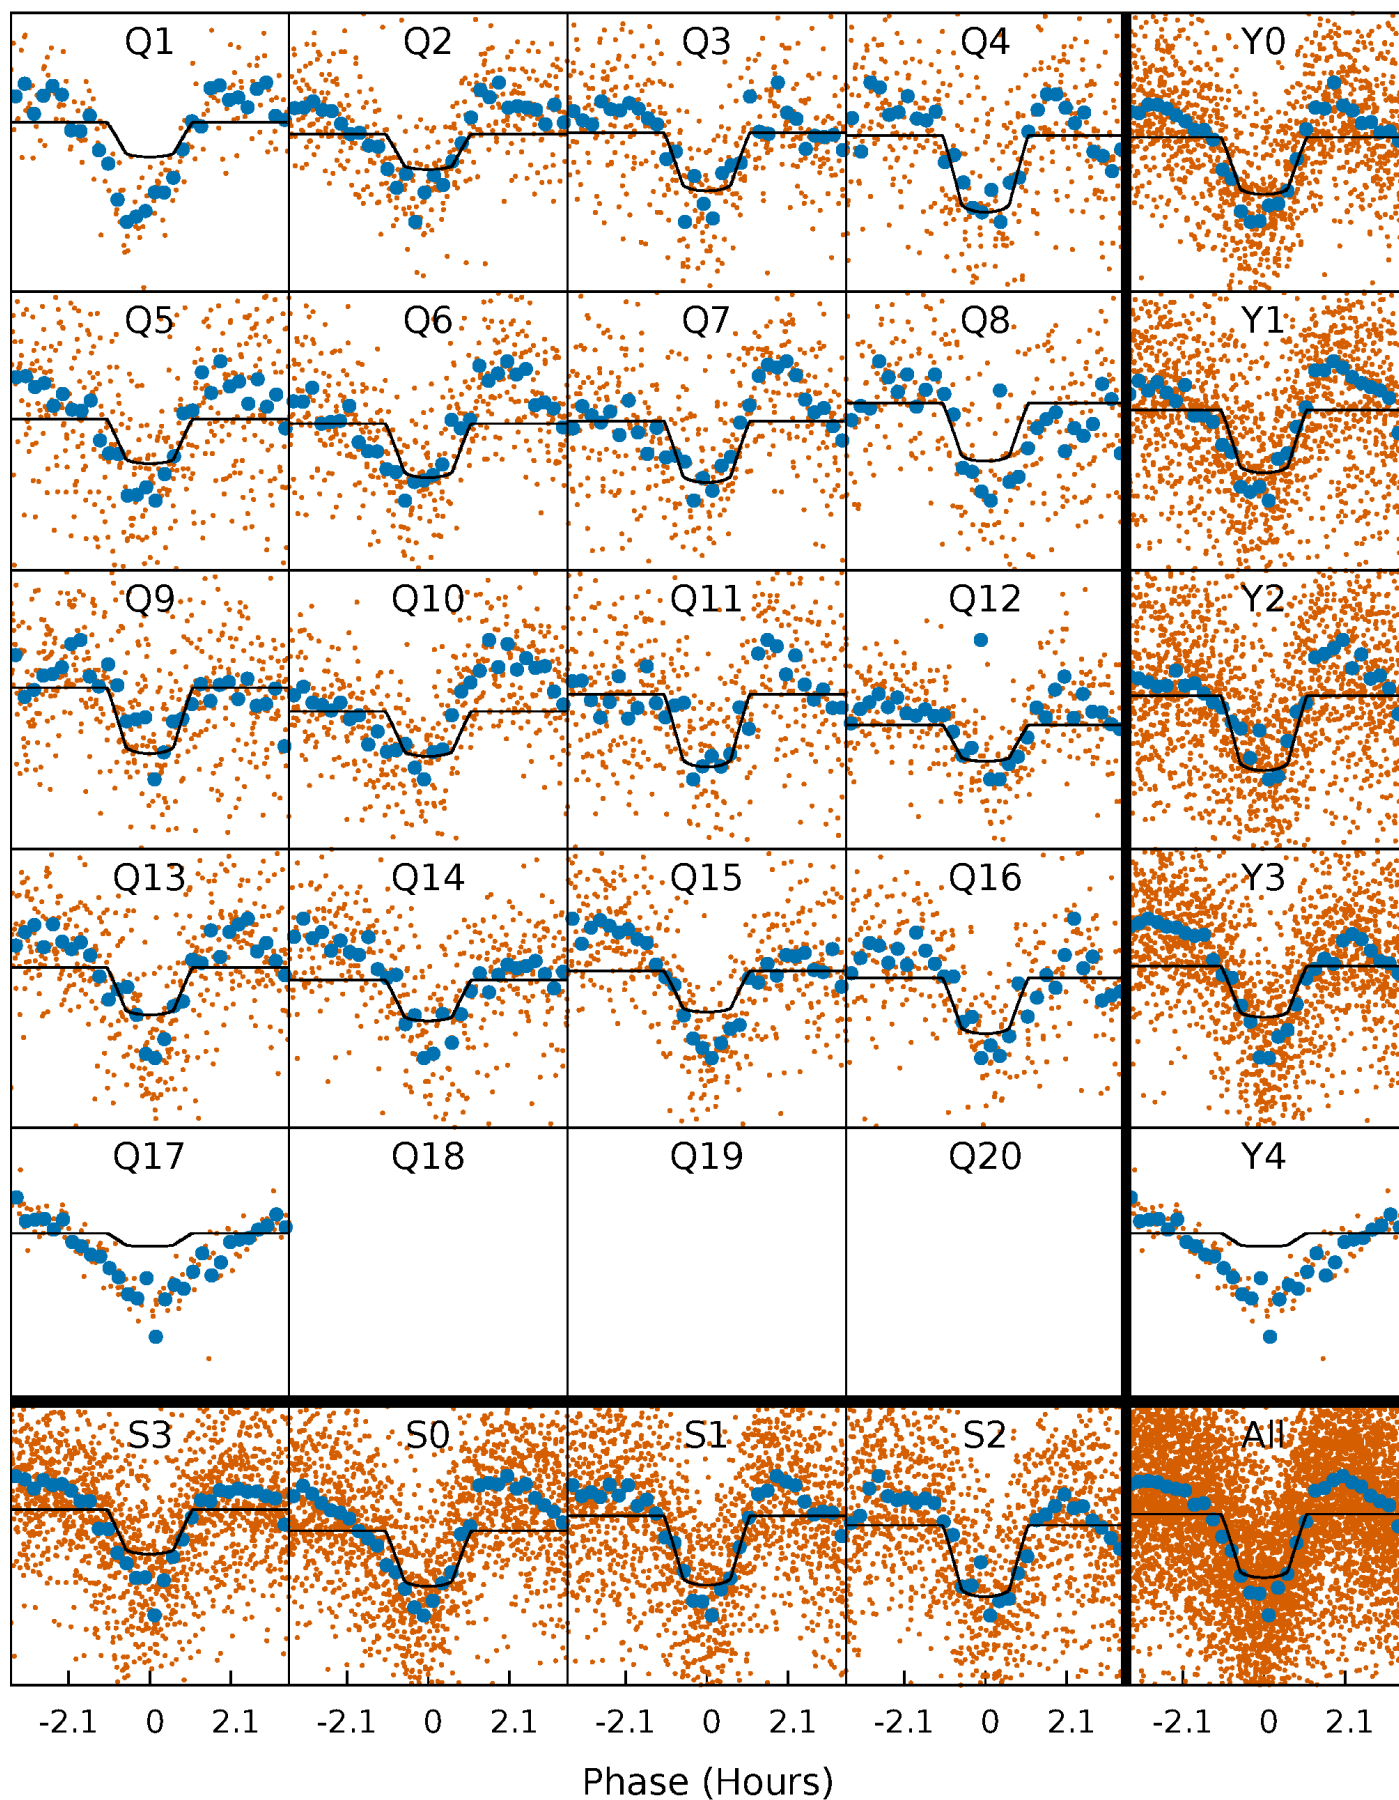 Q1 Q2 Q3 Q4 Y0
Q5 Q6 Q7 Q8 Y1
Q9 Q10 Q11 Q12 Y2
Q13 Q14 Q15 Q16 Y3
Q17 Q18 Q19 Q20 Y4
S3 S0 S1 S2 All
-2.1 0 2.1 -2.1 0 2.1 -2.1 0 2.1 -2.1 0 2.1 -2.1 0 2.1
Phase (Hours)